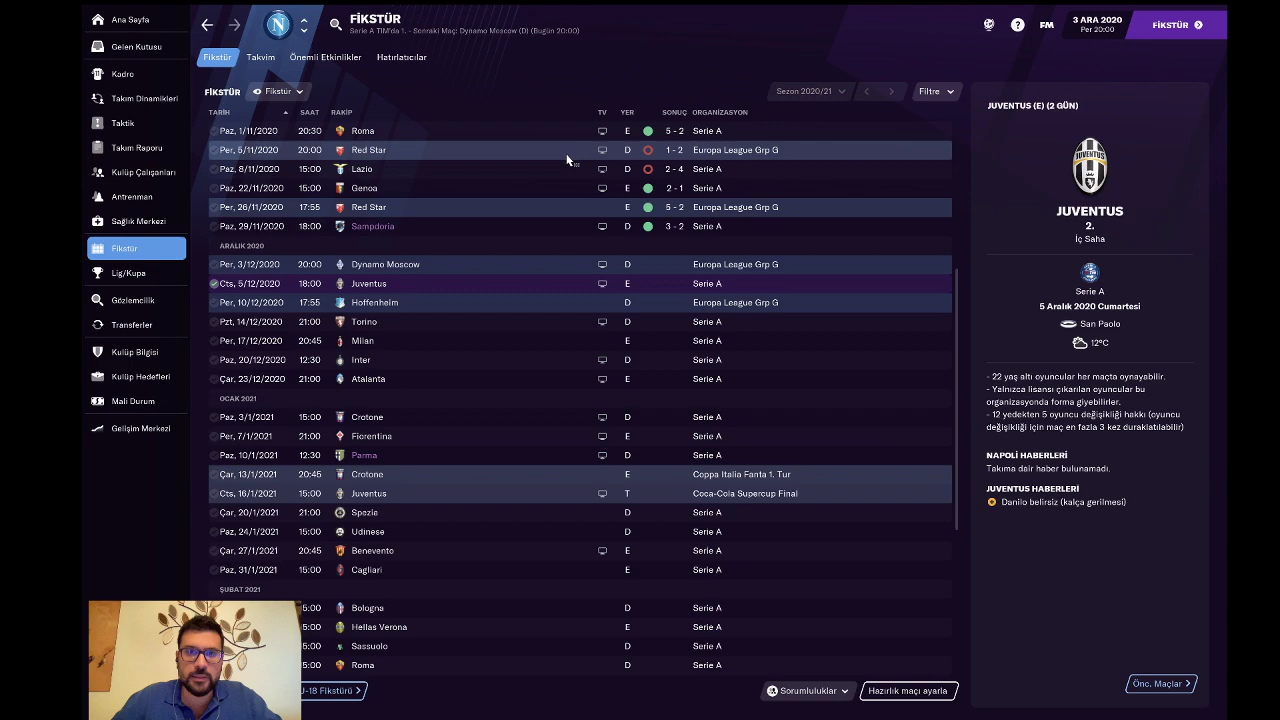 Ana Sayfa
Gelen Kutusu
Kadro
Takım Dinamikleri
Taktik
Takım Raporu
Kulüp Çalışanları
Antrenman
Sağlık Merkezi
Fikstür
Lig/Kupa
Gözlemcilik
Transferler
Kulüp Bilgisi
Kulüp Hedefleri
Mali Durum
Gelişim Merkezi
N
FİKSTÜR
Serie A TIM'da 1. - Sonraki Maç: Dynamo Moscow (D) (Bugün 20:00)
?
FM
3 ARA 2020
Per 20:00
FİKSTÜR
Fikstür Takvim Önemli Etkinlikler Hatırlatıcılar
FİKSTÜR Fikstür Sezon 2020/21 Filtre
TARİH SAAT RAKİP TV YER SONUÇ ORGANİZASYON
Paz, 1/11/2020 20:30 Roma E 5 - 2 Serie A
Per, 5/11/2020 20:00 Red Star D 1 - 2 Europa League Grp G
Paz, 8/11/2020 15:00 Lazio D 2 - 4 Serie A
Paz, 22/11/2020 15:00 Genoa E 2 - 1 Serie A
Per, 26/11/2020 17:55 Red Star E 5 - 2 Europa League Grp G
Paz, 29/11/2020 18:00 Sampdoria D 3 - 2 Serie A
ARALIK 2020
Per, 3/12/2020 20:00 Dynamo Moscow D Europa League Grp G
Cts, 5/12/2020 18:00 Juventus E Serie A
Per, 10/12/2020 17:55 Hoffenheim D Europa League Grp G
Pzt, 14/12/2020 21:00 Torino D Serie A
Per, 17/12/2020 20:45 Milan E Serie A
Paz, 20/12/2020 12:30 Inter D Serie A
Çar, 23/12/2020 21:00 Atalanta E Serie A
OCAK 2021
Paz, 3/1/2021 15:00 Crotone D Serie A
Per, 7/1/2021 21:00 Fiorentina E Serie A
Paz, 10/1/2021 12:30 Parma D Serie A
Çar, 13/1/2021 20:45 Crotone E Coppa Italia Fanta 1. Tur
Cts, 16/1/2021 15:00 Juventus T Coca-Cola Supercup Final
Çar, 20/1/2021 21:00 Spezia D Serie A
Paz, 24/1/2021 15:00 Udinese D Serie A
Çar, 27/1/2021 20:45 Benevento E Serie A
Paz, 31/1/2021 15:00 Cagliari E Serie A
ŞUBAT 2021
5:00 Bologna D Serie A
5:00 Hellas Verona E Serie A
5:00 Sassuolo D Serie A
5:00 Roma D Serie A
U-18 Fikstürü Sorumluluklar Hazırlık maçı ayarla
JUVENTUS (E) (2 GÜN)
JUVENTUS
JUVENTUS
2.
İç Saha
Serie A
5 Aralık 2020 Cumartesi
San Paolo
12°C
- 22 yaş altı oyuncular her maçta oynayabilir.
- Yalnızca lisansı çıkarılan oyuncular bu
organizasyonda forma giyebilirler.
- 12 yedekten 5 oyuncu değişikliği hakkı (oyuncu
değişikliği için maç en fazla 3 kez duraklatılabilir)
NAPOLİ HABERLERİ
Takıma dair haber bulunamadı.
JUVENTUS HABERLERİ
Danilo belirsiz (kalça gerilmesi)
Önc. Maçlar